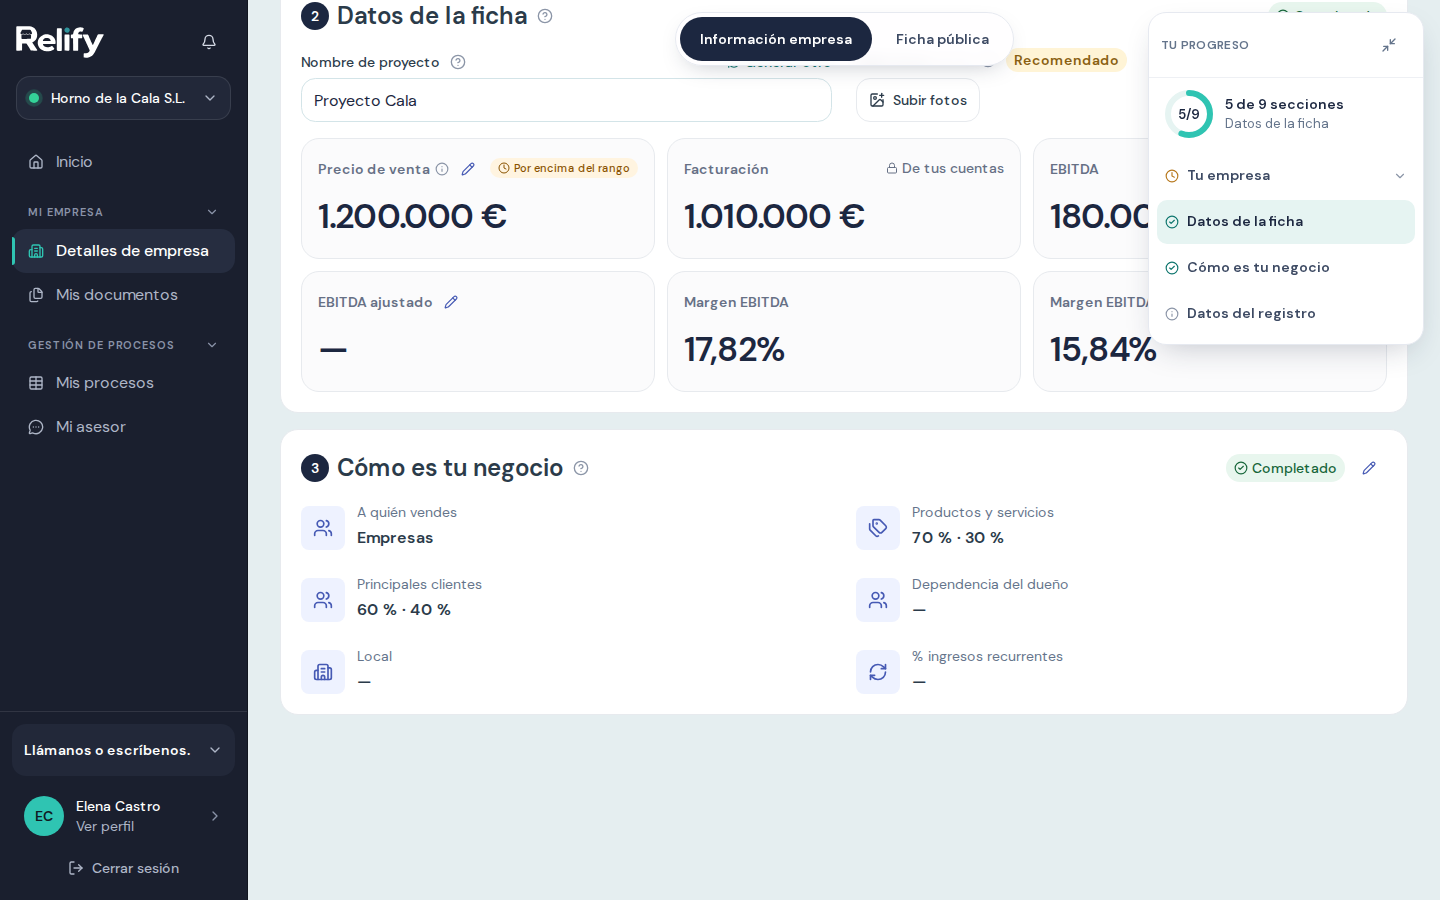 Relify
Horno de la Cala S.L.
Inicio
MI EMPRESA
Detalles de empresa
Mis documentos
GESTIÓN DE PROCESOS
Mis procesos
Mi asesor
Llámanos o escríbenos.
EC
Elena Castro
Ver perfil
Cerrar sesión
Información empresa
Ficha pública
2
Datos de la ficha
Nombre de proyecto
Recomendado
Proyecto Cala
Subir fotos
Precio de venta
Por encima del rango
1.200.000 €
Facturación
De tus cuentas
1.010.000 €
EBITDA
180.00
EBITDA ajustado
—
Margen EBITDA
17,82%
Margen EBITDA
15,84%
3
Cómo es tu negocio
Completado
A quién vendes
Empresas
Productos y servicios
70 % · 30 %
Principales clientes
60 % · 40 %
Dependencia del dueño
—
Local
—
% ingresos recurrentes
—
TU PROGRESO
5/9
5 de 9 secciones
Datos de la ficha
Tu empresa
Datos de la ficha
Cómo es tu negocio
Datos del registro